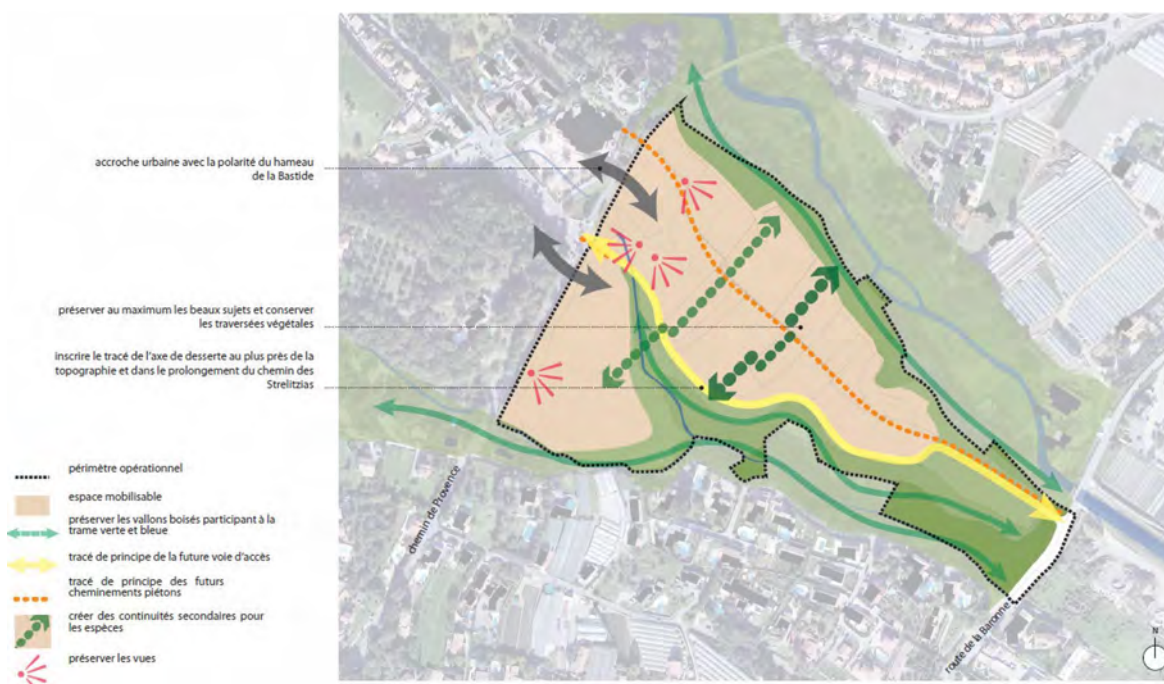 accroche urbaine avec la polarité du hameau
de la Bastide
préserver au maximum les beaux sujets et conserver
les traversées végétales
inscrire le tracé de l'axe de desserte au plus près de la
topographie et dans le prolongement du chemin des
Strelitzias
périmètre opérationnel
espace mobilisable
préserver les vallons boisés participant à la
trame verte et bleue
tracé de principe de la future voie d'accès
tracé de principe des futurs
cheminements piétons
créer des continuités secondaires pour
les espèces
préserver les vues
chemin de Provence
route de la Baronne
N